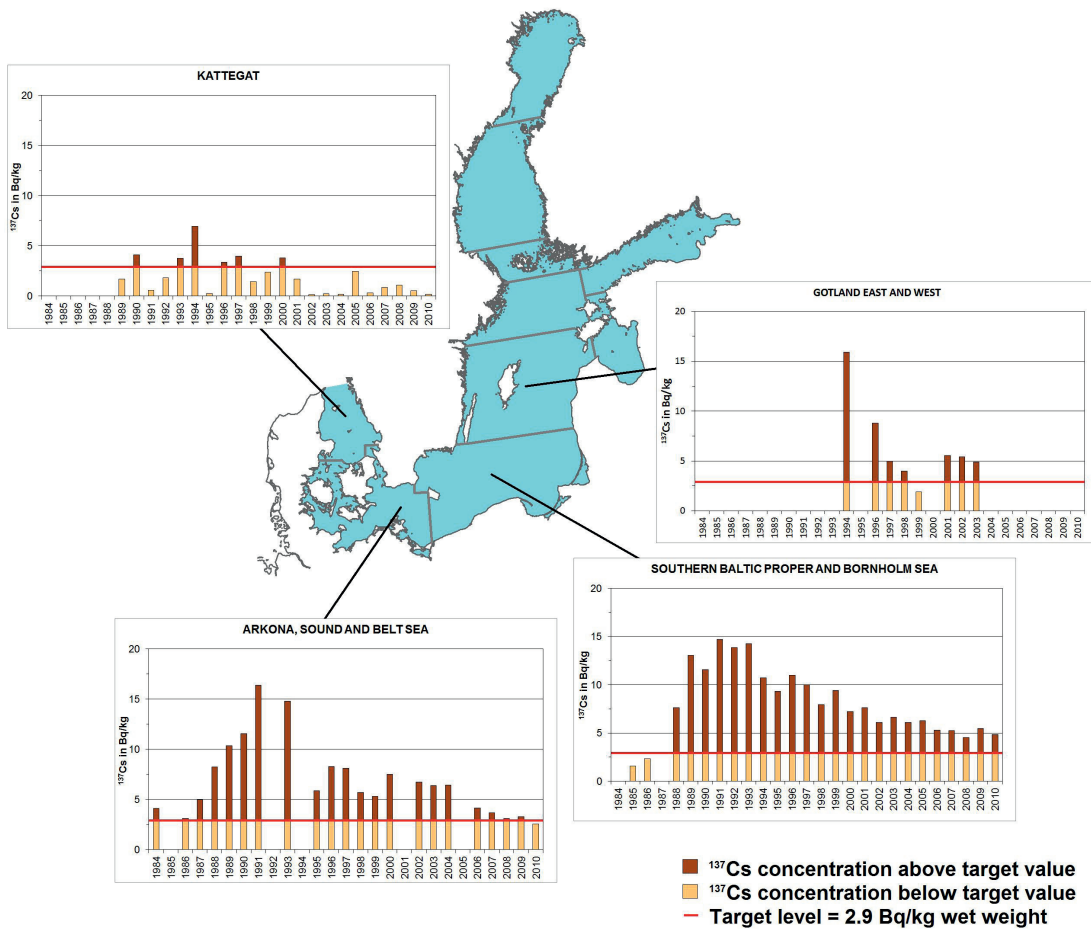 KATTEGAT
20
15
10
5
0
¹³⁷Cs in Bq/kg
1984 1985 1986 1987 1988 1989 1990 1991 1992 1993 1994 1995 1996 1997 1998 1999 2000 2001 2002 2003 2004 2005 2006 2007 2008 2009 2010
GOTLAND EAST AND WEST
20
15
10
5
0
¹³⁷Cs in Bq/kg
1984 1985 1986 1987 1988 1989 1990 1991 1992 1993 1994 1995 1996 1997 1998 1999 2000 2001 2002 2003 2004 2005 2006 2007 2008 2009 2010
SOUTHERN BALTIC PROPER AND BORNHOLM SEA
20
15
10
5
0
¹³⁷Cs in Bq/kg
1984 1985 1986 1987 1988 1989 1990 1991 1992 1993 1994 1995 1996 1997 1998 1999 2000 2001 2002 2003 2004 2005 2006 2007 2008 2009 2010
ARKONA, SOUND AND BELT SEA
20
15
10
5
0
¹³⁷Cs in Bq/kg
1984 1985 1986 1987 1988 1989 1990 1991 1992 1993 1994 1995 1996 1997 1998 1999 2000 2001 2002 2003 2004 2005 2006 2007 2008 2009 2010
¹³⁷Cs concentration above target value
¹³⁷Cs concentration below target value
Target level = 2.9 Bq/kg wet weight